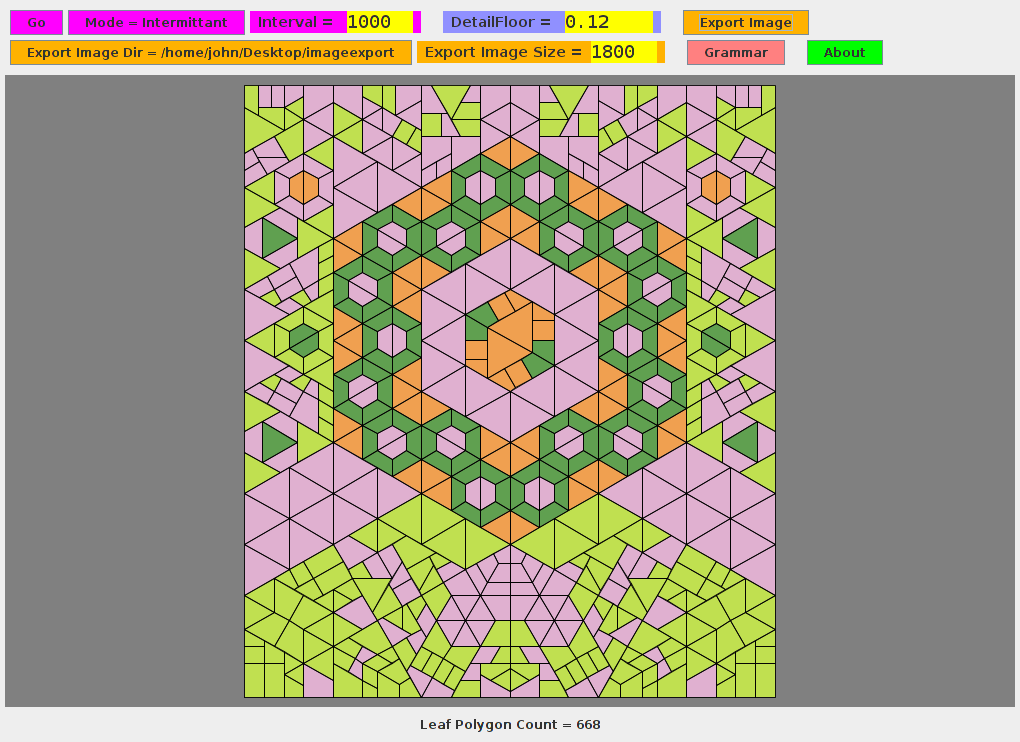 Go Mode = Intermittant Interval = 1000 DetailFloor = 0.12 Export Image
Export Image Dir = /home/john/Desktop/imageexport Export Image Size = 1800 Grammar About
Leaf Polygon Count = 668